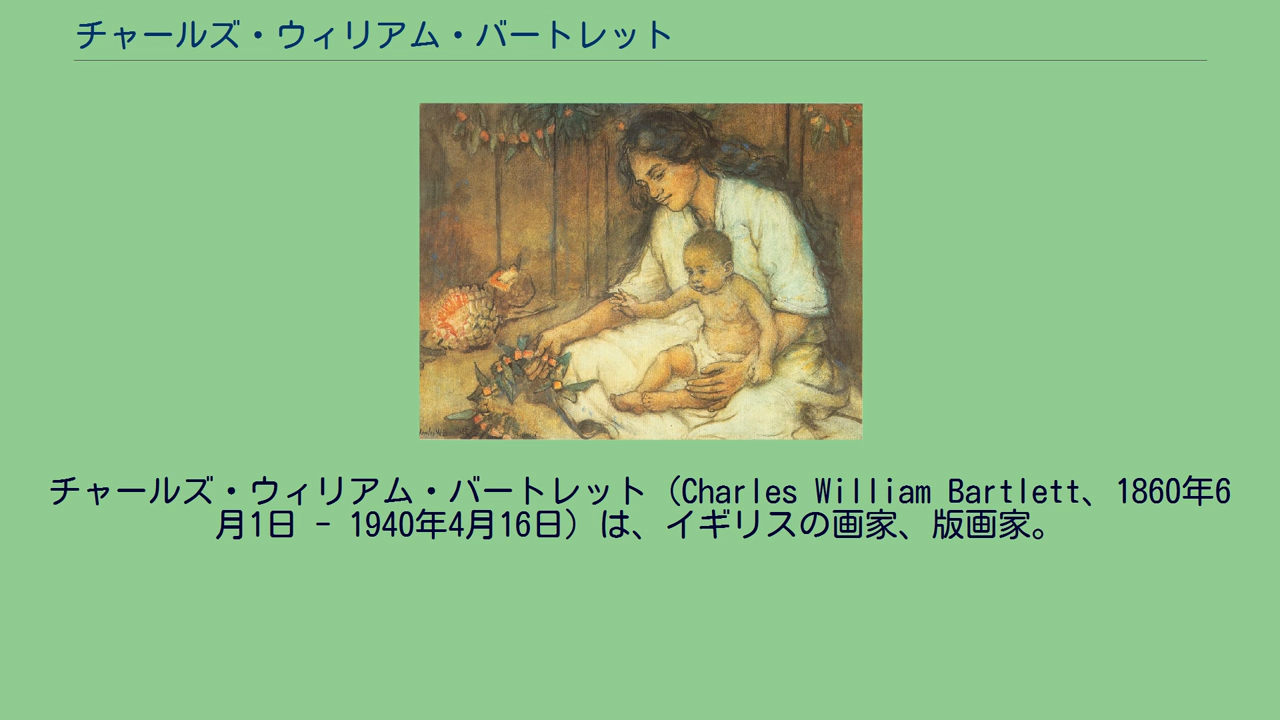 チャールズ・ウィリアム・バートレット
チャールズ・ウィリアム・バートレット（Charles William Bartlett、1860年6
月1日 - 1940年4月16日）は、イギリスの画家、版画家。